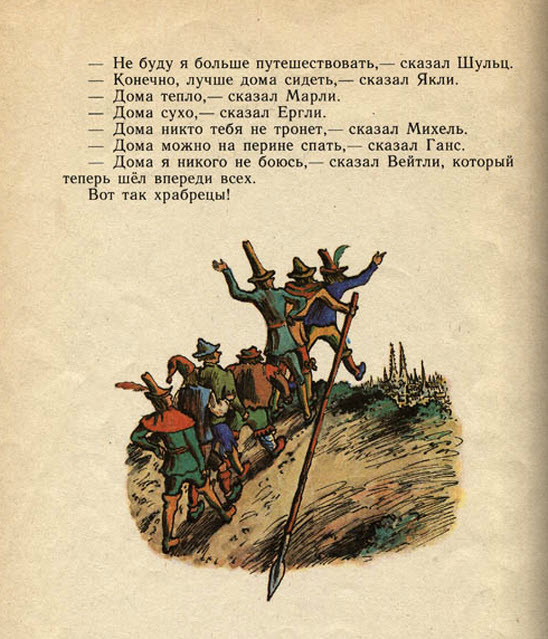 — Не буду я больше путешествовать,— сказал Шульц.
— Конечно, лучше дома сидеть,— сказал Якли.
— Дома тепло,— сказал Марли.
— Дома сухо,— сказал Ергли.
— Дома никто тебя не тронет,— сказал Михель.
— Дома можно на перине спать,— сказал Ганс.
— Дома я никого не боюсь,— сказал Вейтли, который
теперь шёл впереди всех.
Вот так храбрецы!